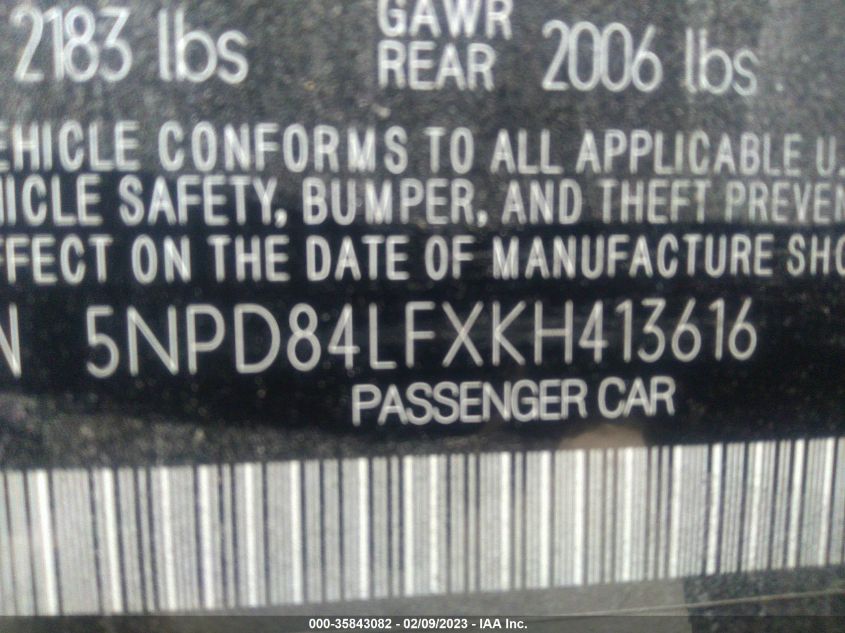 2183 lbs GAWR REAR 2006 lbs
EHICLE CONFORMS TO ALL APPLICABLE U.
ICLE SAFETY, BUMPER, AND THEFT PREVEN
FFECT ON THE DATE OF MANUFACTURE SHO
N 5NPD84LFXKH413616
PASSENGER CAR
000-35843082 - 02/09/2023 - IAA Inc.